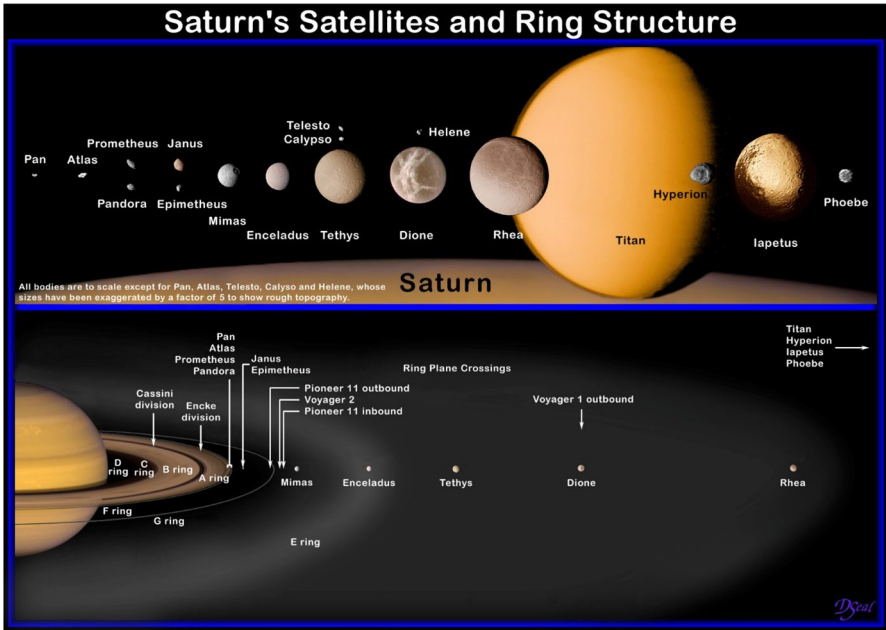 Saturn's Satellites and Ring Structure
Telesto
Calypso
Helene
Prometheus
Janus
Pan
Atlas
Pandora
Epimetheus
Mimas
Hyperion
Phoebe
Enceladus
Tethys
Dione
Rhea
Titan
Iapetus
All bodies are to scale except for Pan, Atlas, Telesto, Calyso and Helene, whose
sizes have been exaggerated by a factor of 5 to show rough topography.
Saturn
Pan
Atlas
Prometheus
Pandora
Janus
Epimetheus
Ring Plane Crossings
Titan
Hyperion
Iapetus
Phoebe
Cassini
division
Encke
division
Pioneer 11 outbound
Voyager 2
Pioneer 11 inbound
Voyager 1 outbound
D
ring
C
ring
B ring
A ring
Mimas
Enceladus
Tethys
Dione
Rhea
F ring
G ring
E ring
DSeal